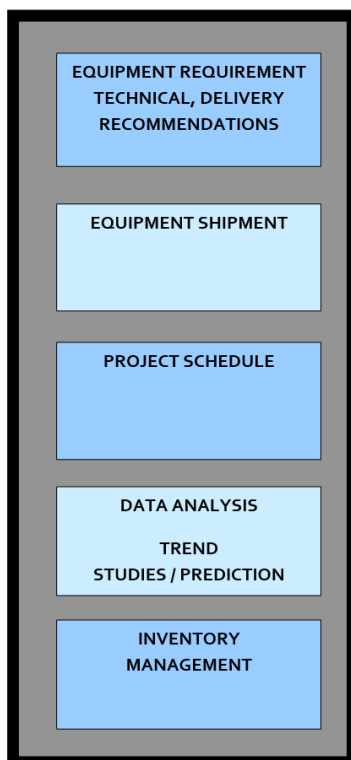 EQUIPMENT REQUIREMENT
TECHNICAL, DELIVERY
RECOMMENDATIONS
EQUIPMENT SHIPMENT
PROJECT SCHEDULE
DATA ANALYSIS
TREND
STUDIES / PREDICTION
INVENTORY
MANAGEMENT